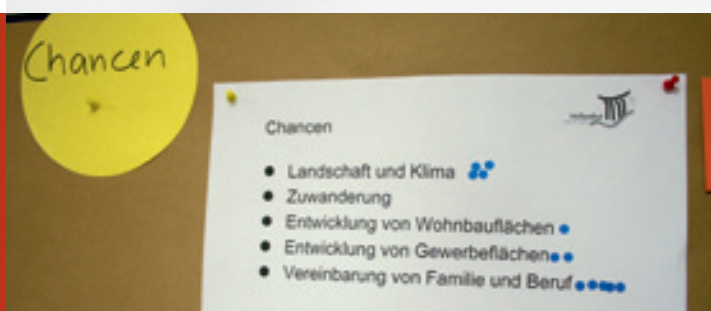 Chancen
Chancen
Landschaft und Klima
Zuwanderung
Entwicklung von Wohnbauflächen
Entwicklung von Gewerbeflächen
Vereinbarung von Familie und Beruf